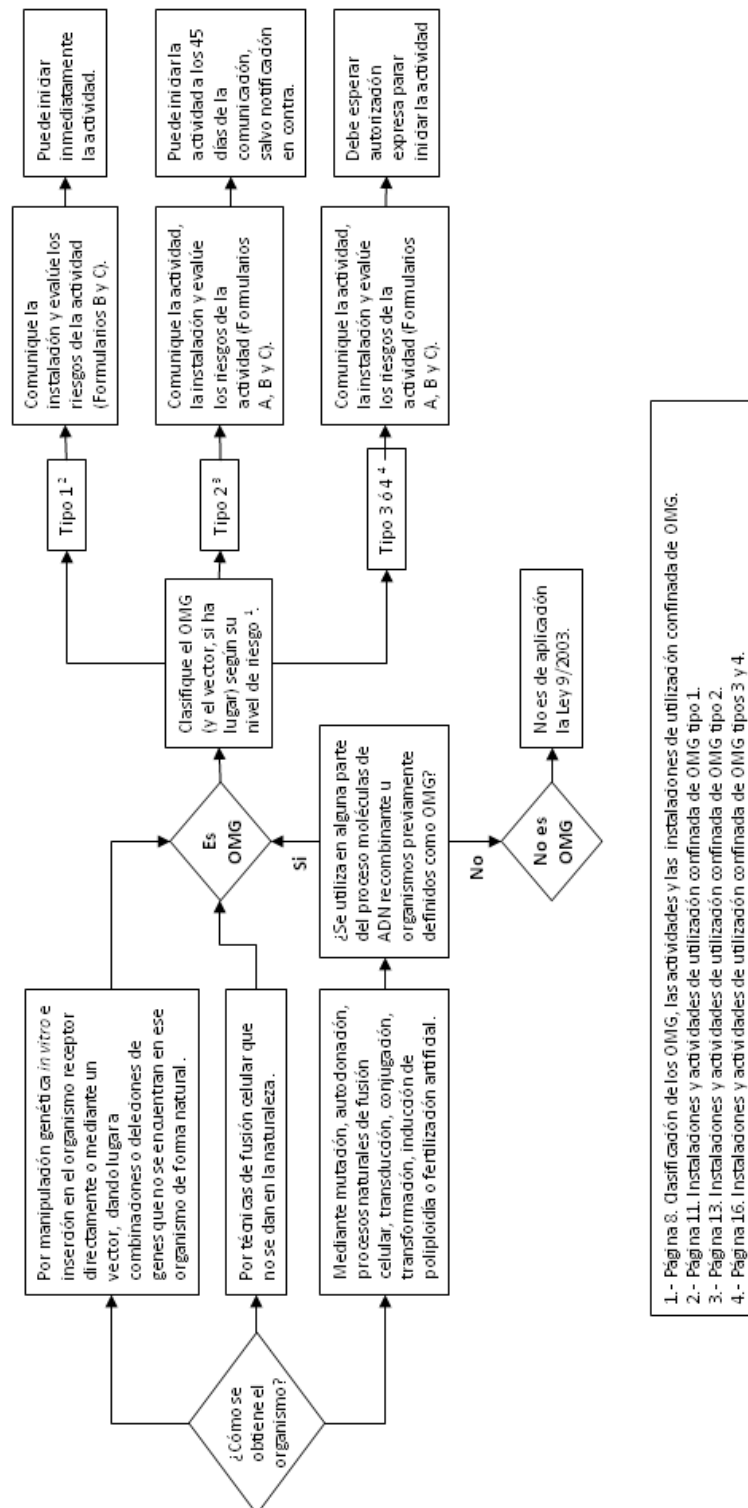 ¿Cómo se
obtiene el
organismo?
Por manipulación genética in vitro e
inserción en el organismo receptor
directamente o mediante un
vector, dando lugar a
combinaciones o deleciones de
genes que no se encuentran en ese
organismo de forma natural.
Por técnicas de fusión celular que
no se dan en la naturaleza.
Mediante mutación, autoclonación,
procesos naturales de fusión
celular, transducción, conjugación,
transformación, inducción de
poliploidía o fertilización artificial.
Es
OMG
Si
¿Se utiliza en alguna parte
del proceso moléculas de
ADN recombinante u
organismos previamente
definidos como OMG?
No
No es
OMG
No es de aplicación
la Ley 9/2003.
Clasifique el OMG
(y el vector, si ha
lugar) según su
nivel de riesgo 1.
Tipo 1 2
Comunique la
instalación y evalúe los
riesgos de la actividad
(Formularios B y C).
Puede iniciar
inmediatamente
la actividad.
Tipo 2 3
Comunique la actividad,
la instalación y evalúe
los riesgos de la
actividad (Formularios
A, B y C).
Puede iniciar la
actividad a los 45
días de la
comunicación,
salvo notificación
en contra.
Tipo 3 ó 4 4
Comunique la actividad,
la instalación y evalúe
los riesgos de la
actividad (Formularios
A, B y C).
Debe esperar
autorización
expresa parar
iniciar la actividad
1.- Página 8. Clasificación de los OMG, las actividades y las instalaciones de utilización confinada de OMG.
2.- Página 11. Instalaciones y actividades de utilización confinada de OMG tipo 1.
3.- Página 13. Instalaciones y actividades de utilización confinada de OMG tipo 2.
4.- Página 16. Instalaciones y actividades de utilización confinada de OMG tipos 3 y 4.